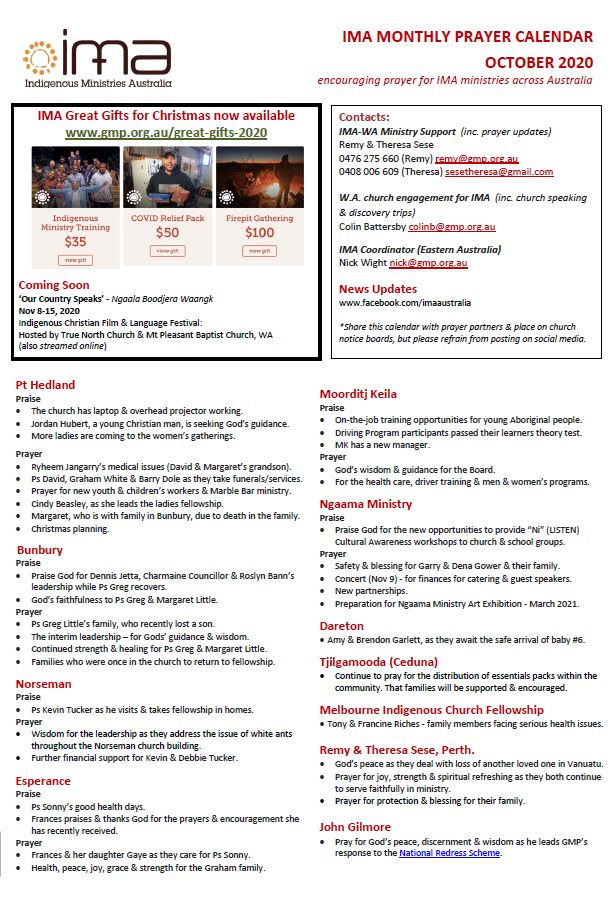 ima
Indigenous Ministries Australia
IMA MONTHLY PRAYER CALENDAR
OCTOBER 2020
encouraging prayer for IMA ministries across Australia
IMA Great Gifts for Christmas now available
www.gmp.org.au/great-gifts-2020
Indigenous
Ministry Training
$35
view gift
COVID Relief Pack
$50
view gift
Firepit Gathering
$100
view gift
Coming Soon
‘Our Country Speaks’ - Ngaala Boodjera Waangk
Nov 8-15, 2020
Indigenous Christian Film & Language Festival:
Hosted by True North Church & Mt Pleasant Baptist Church, WA
(also streamed online)
Contacts:
IMA-WA Ministry Support (inc. prayer updates)
Remy & Theresa Sese
0476 275 660 (Remy) remy@gmp.org.au
0408 006 609 (Theresa) sesetheresa@gmail.com
W.A. church engagement for IMA (inc. church speaking
& discovery trips)
Colin Battersby colinb@gmp.org.au
IMA Coordinator (Eastern Australia)
Nick Wight nick@gmp.org.au
News Updates
www.facebook.com/imaaustralia
*Share this calendar with prayer partners & place on church
notice boards, but please refrain from posting on social media.
Pt Hedland
Praise
• The church has laptop & overhead projector working.
• Jordan Hubert, a young Christian man, is seeking God’s guidance.
• More ladies are coming to the women’s gatherings.
Prayer
• Ryheem Jangarry’s medical issues (David & Margaret’s grandson).
• Ps David, Graham White & Barry Dole as they take funerals/services.
• Prayer for new youth & children’s workers & Marble Bar ministry.
• Cindy Beasley, as she leads the ladies fellowship.
• Margaret, who is with family in Bunbury, due to death in the family.
• Christmas planning.
Bunbury
Praise
• Praise God for Dennis Jetta, Charmaine Councillor & Roslyn Bann’s
leadership while Ps Greg recovers.
• God’s faithfulness to Ps Greg & Margaret Little.
Prayer
• Ps Greg Little’s family, who recently lost a son.
• The interim leadership – for Gods’ guidance & wisdom.
• Continued strength & healing for Ps Greg & Margaret Little.
• Families who were once in the church to return to fellowship.
Norseman
Praise
• Ps Kevin Tucker as he visits & takes fellowship in homes.
Prayer
• Wisdom for the leadership as they address the issue of white ants
throughout the Norseman church building.
• Further financial support for Kevin & Debbie Tucker.
Esperance
Praise
• Ps Sonny’s good health days.
• Frances praises & thanks God for the prayers & encouragement she
has recently received.
Prayer
• Frances & her daughter Gaye as they care for Ps Sonny.
• Health, peace, joy, grace & strength for the Graham family.
Moorditj Keila
Praise
• On-the-job training opportunities for young Aboriginal people.
• Driving Program participants passed their learners theory test.
• MK has a new manager.
Prayer
• God’s wisdom & guidance for the Board.
• For the health care, driver training & men & women’s programs.
Ngaama Ministry
Praise
• Praise God for the new opportunities to provide “Ni” (LISTEN)
Cultural Awareness workshops to church & school groups.
Prayer
• Safety & blessing for Garry & Dena Gower & their family.
• Concert (Nov 9) - for finances for catering & guest speakers.
• New partnerships.
• Preparation for Ngaama Ministry Art Exhibition - March 2021.
Dareton
• Amy & Brendon Garlett, as they await the safe arrival of baby #6.
Tjilgamooda (Ceduna)
• Continue to pray for the distribution of essentials packs within the
community. That families will be supported & encouraged.
Melbourne Indigenous Church Fellowship
• Tony & Francine Riches - family members facing serious health issues.
Remy & Theresa Sese, Perth.
• God’s peace as they deal with loss of another loved one in Vanuatu.
• Prayer for joy, strength & spiritual refreshing as they both continue
to serve faithfully in ministry.
• Prayer for protection & blessing for their family.
John Gilmore
• Pray for God’s peace, discernment & wisdom as he leads GMP’s
response to the National Redress Scheme.